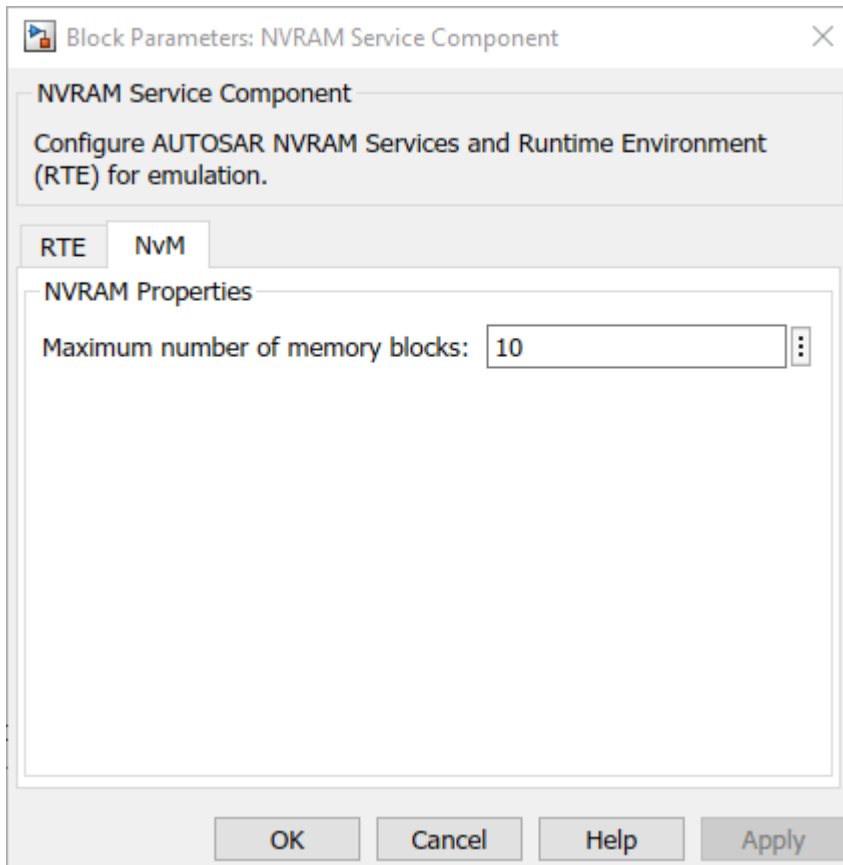 Block Parameters: NVRAM Service Component
NVRAM Service Component
Configure AUTOSAR NVRAM Services and Runtime Environment
(RTE) for emulation.
RTE NvM
NVRAM Properties
Maximum number of memory blocks: 10
OK Cancel Help Apply